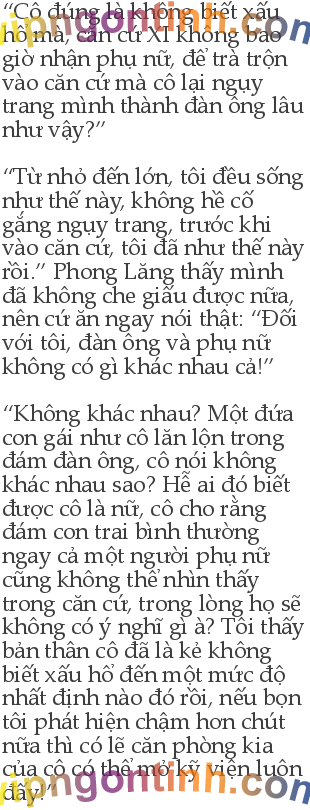 “Cô đúng là không biết xấu
hổ mà, căn cứ XI không bao
giờ nhận phụ nữ, để trà trộn
vào căn cứ mà cô lại ngụy
trang mình thành đàn ông lâu
như vậy?”
“Từ nhỏ đến lớn, tôi đều sống
như thế này, không hề cố
gắng ngụy trang, trước khi
vào căn cứ, tôi đã như thế này
rồi.” Phong Lăng thấy mình
đã không che giấu được nữa,
nên cứ ăn ngay nói thật: “Đối
với tôi, đàn ông và phụ nữ
không có gì khác nhau cả!”
“Không khác nhau? Một đứa
con gái như cô lăn lộn trong
đám đàn ông, cô nói không
khác nhau sao? Hễ ai đó biết
được cô là nữ, cô cho rằng
đám con trai bình thường
ngay cả một người phụ nữ
cũng không thể nhìn thấy
trong căn cứ, trong lòng họ sẽ
không có ý nghĩ gì à? Tôi thấy
bản thân cô đã là kẻ không
biết xấu hổ đến một mức độ
nhất định nào đó rồi, nếu bọn
tôi phát hiện chậm hơn chút
nữa thì có lẽ căn phòng kia
của cô có thể mở kỹ viện luôn
đấy!”
vipngontinh.com
vipngontinh.com